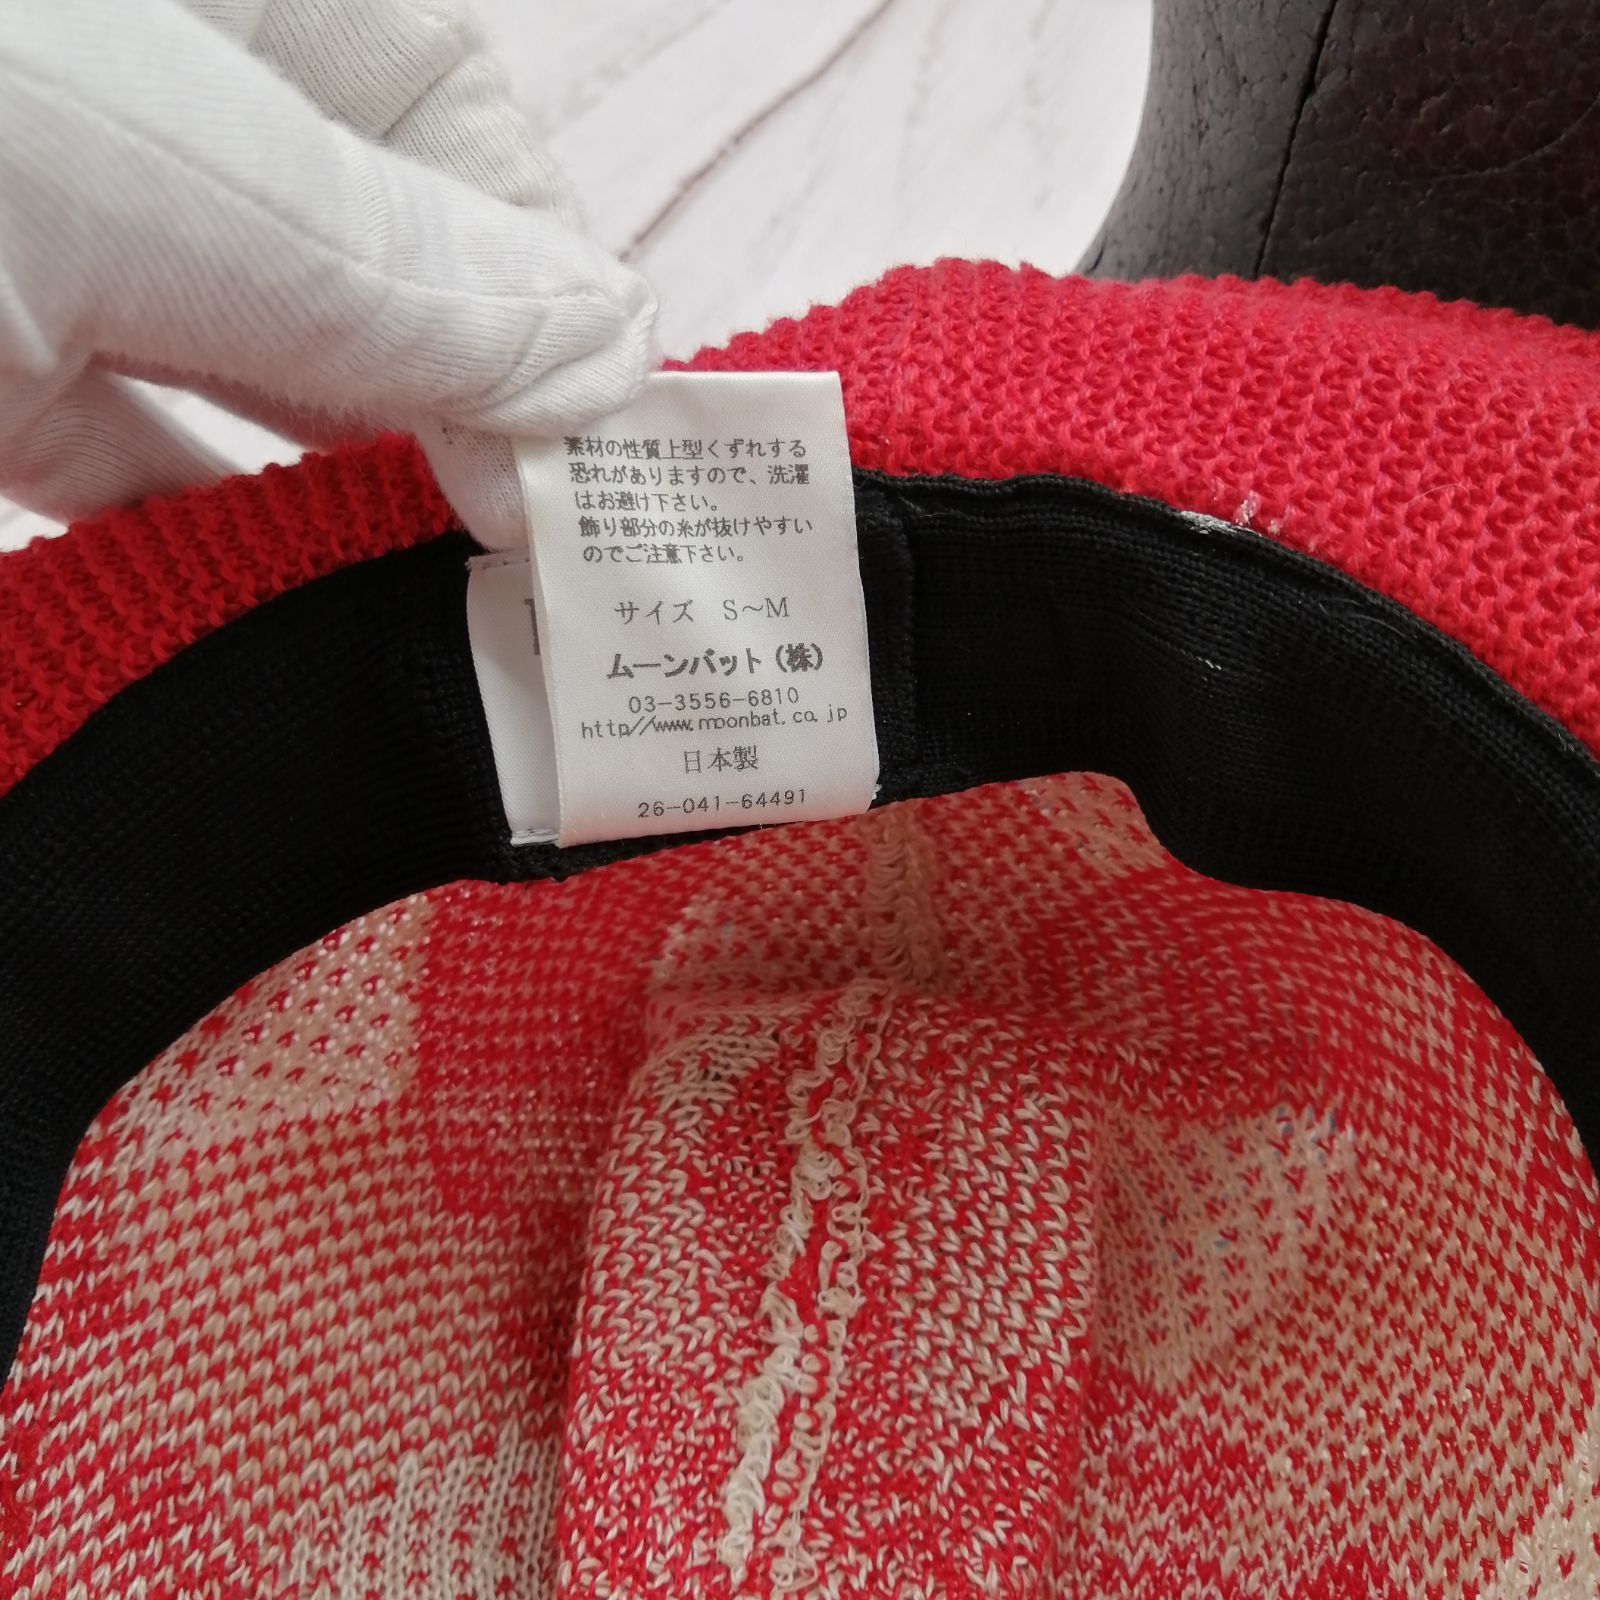 素材の性質上型くずれする
恐れがありますので、洗濯
はお避け下さい。
飾り部分の糸が抜けやすい
のでご注意下さい。
サイズ S〜M
ムーンバット(株)
03-3556-6810
http//www.moonbat.co.jp
日本製
26-041-64491